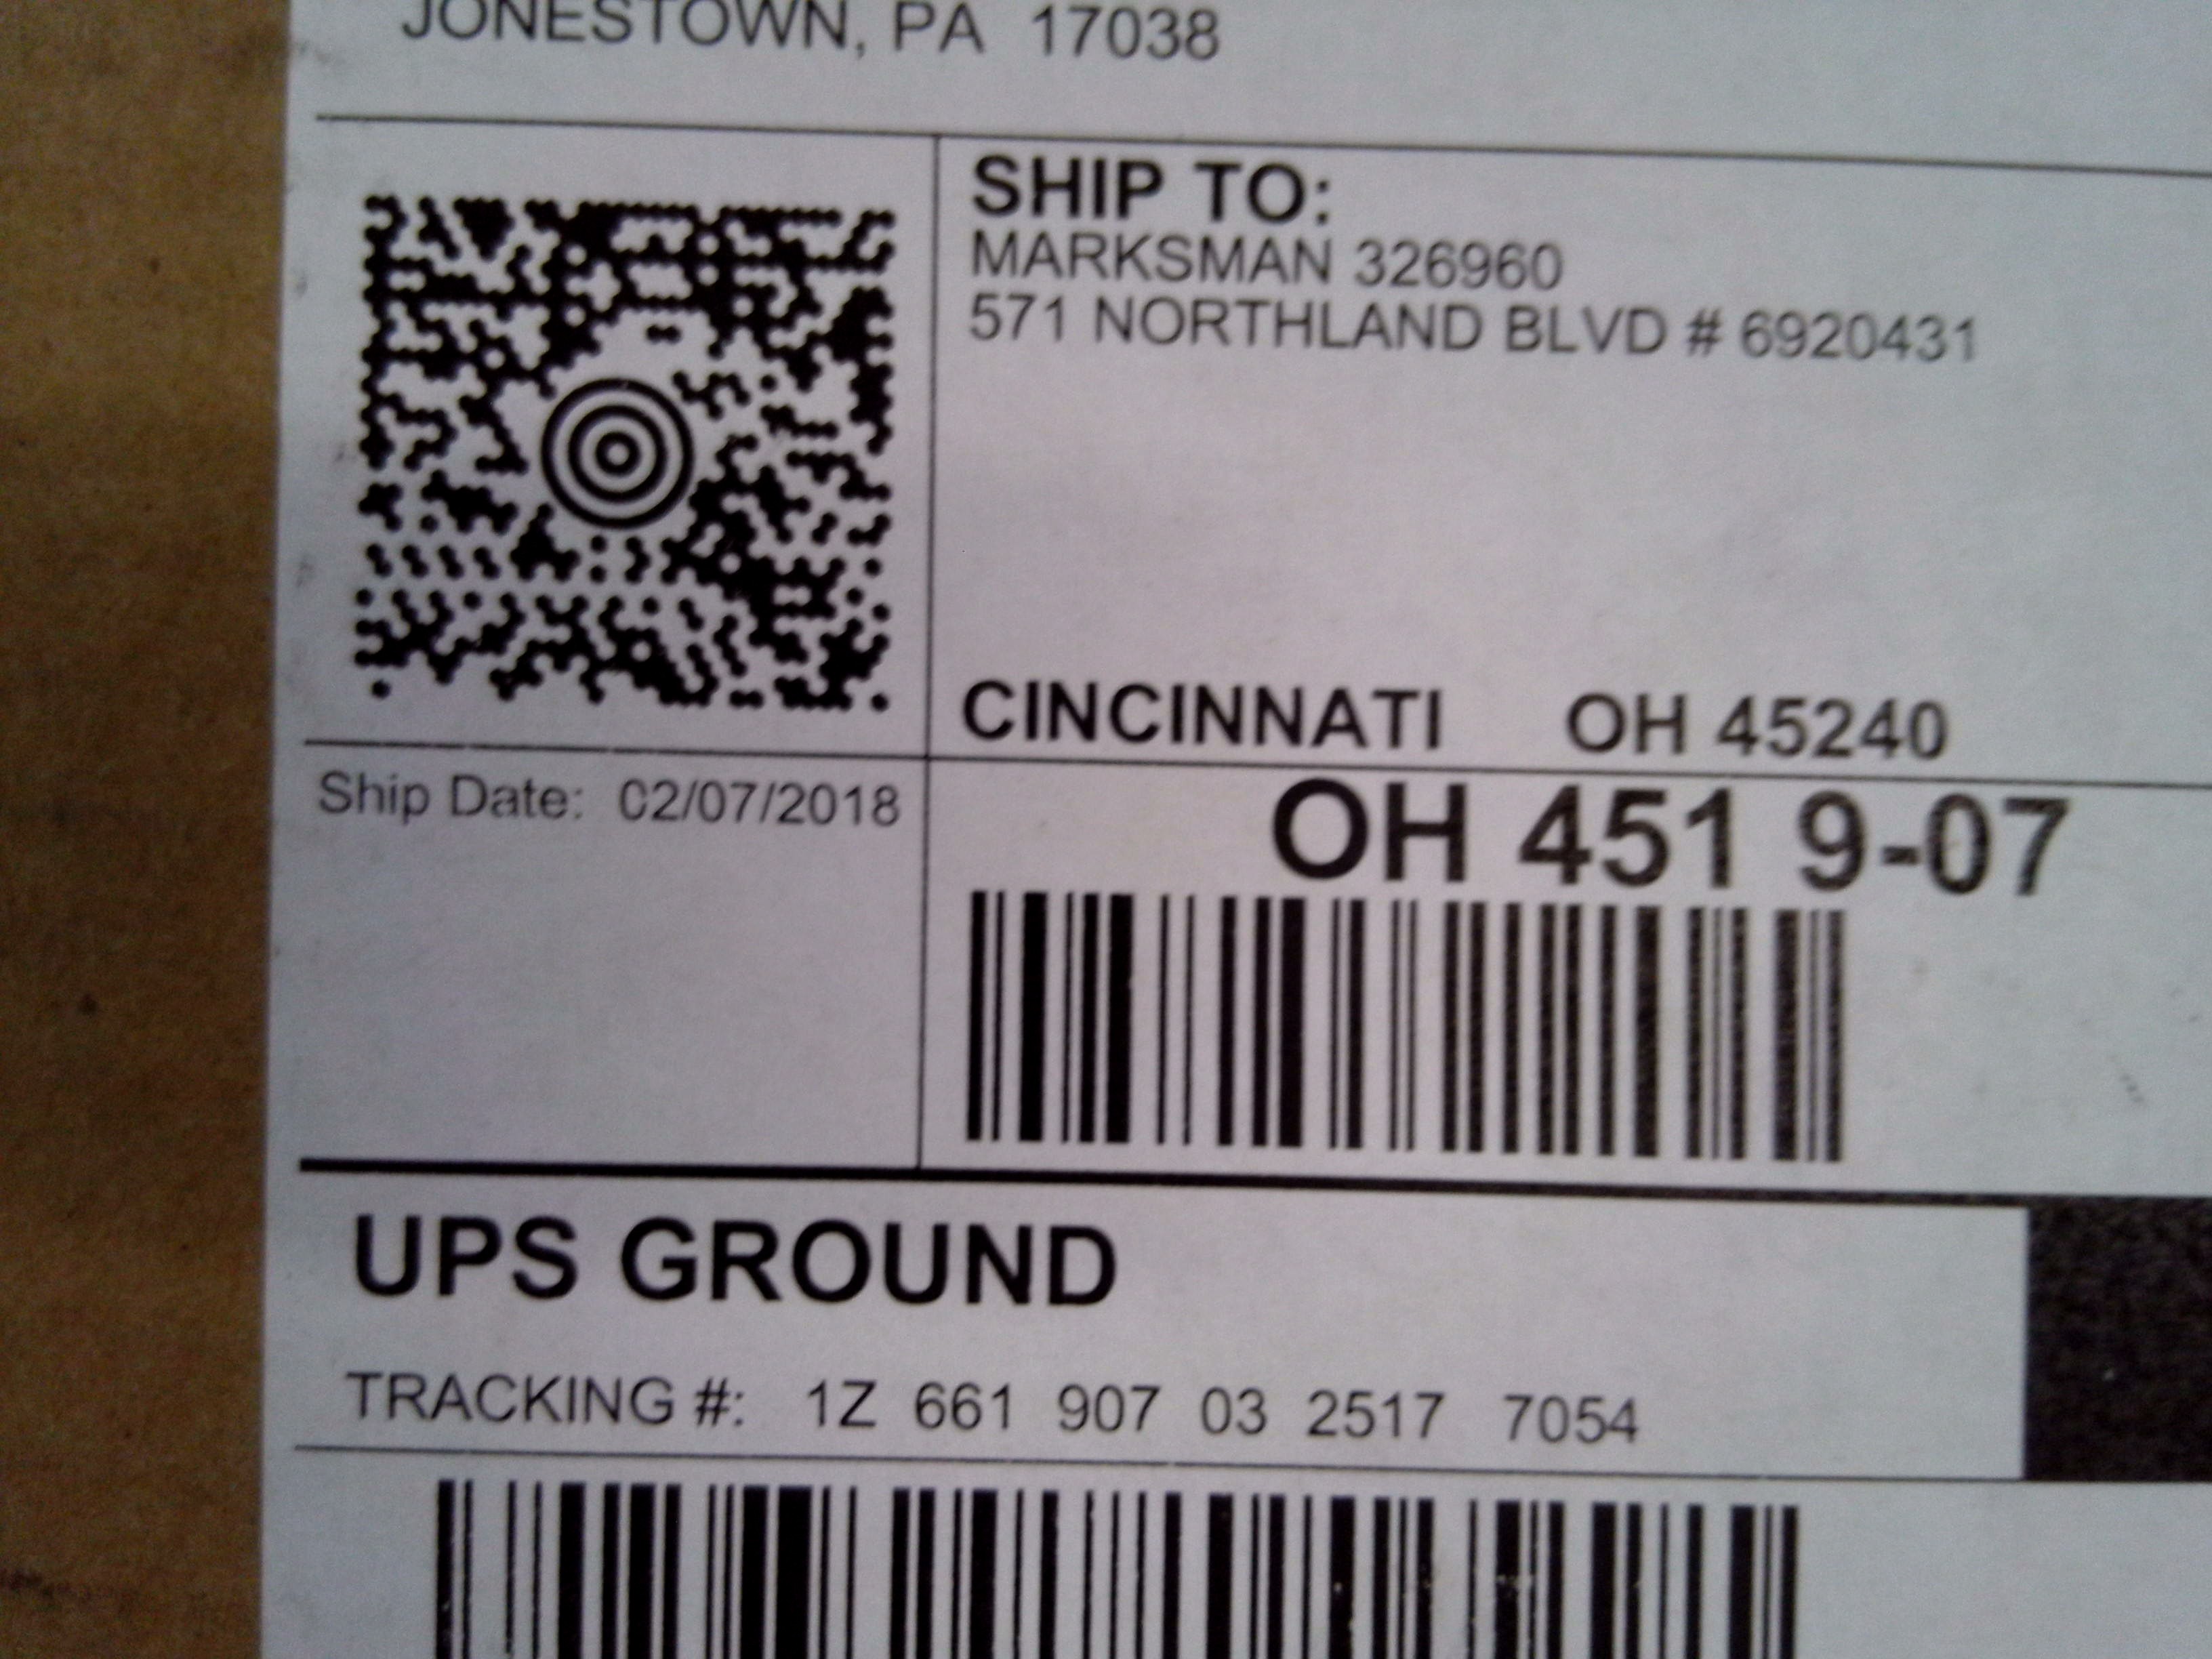 JONESTOWN, PA 17038
SHIP TO:
MARKSMAN 326960
571 NORTHLAND BLVD # 6920431
CINCINNATI OH 45240
Ship Date: 02/07/2018
OH 451 9-07
UPS GROUND
TRACKING #: 1Z 661 907 03 2517 7054